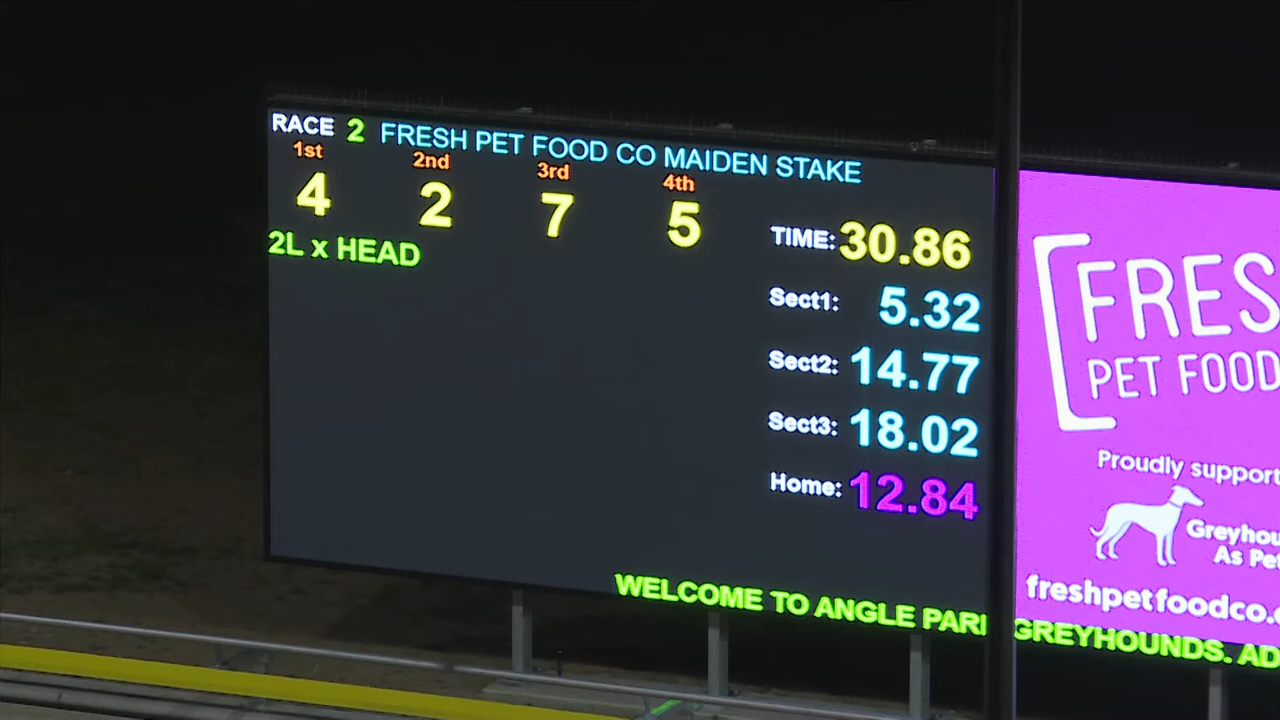 RACE 2 FRESH PET FOOD CO MAIDEN STAKE
1st 2nd 3rd 4th
4 2 7 5
2L x HEAD
TIME: 30.86
Sect1: 5.32
Sect2: 14.77
Sect3: 18.02
Home: 12.84
WELCOME TO ANGLE PARK GREYHOUNDS. AD
FRES
PET FOOD
Proudly support
Greyhou
As Pet
freshpetfoodco.